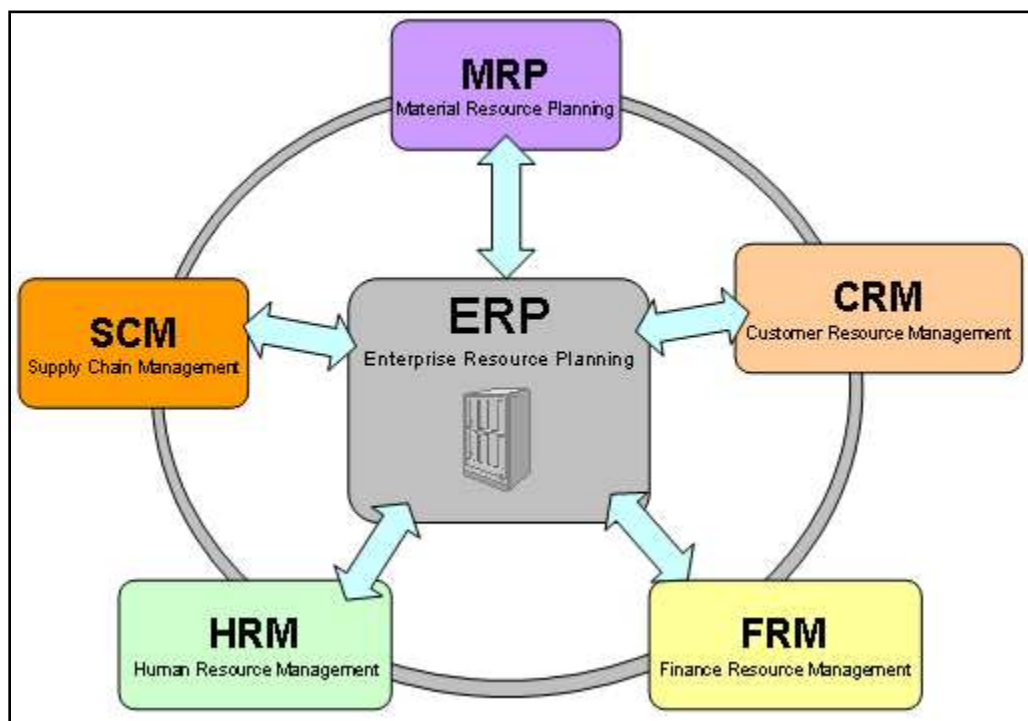 MRP
Material Resource Planning
ERP
Enterprise Resource Planning
SCM
Supply Chain Management
CRM
Customer Resource Management
HRM
Human Resource Management
FRM
Finance Resource Management